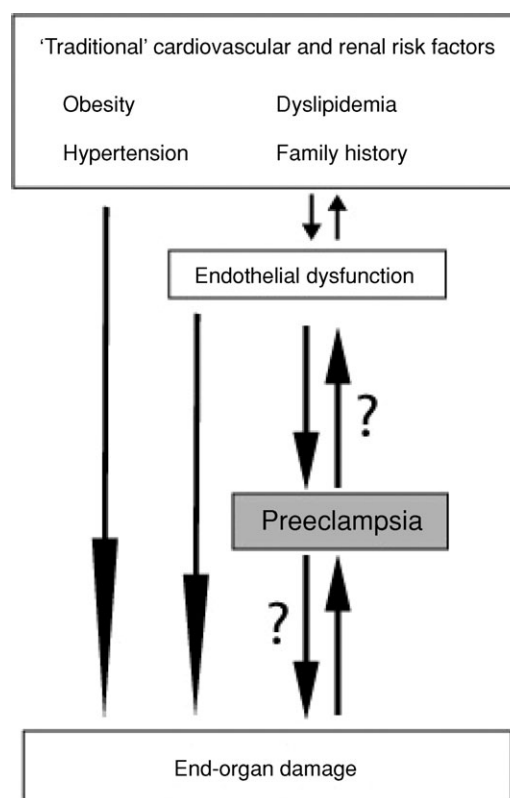 ‘Traditional’ cardiovascular and renal risk factors
Obesity Dyslipidemia
Hypertension Family history
Endothelial dysfunction
?
Preeclampsia
?
End-organ damage